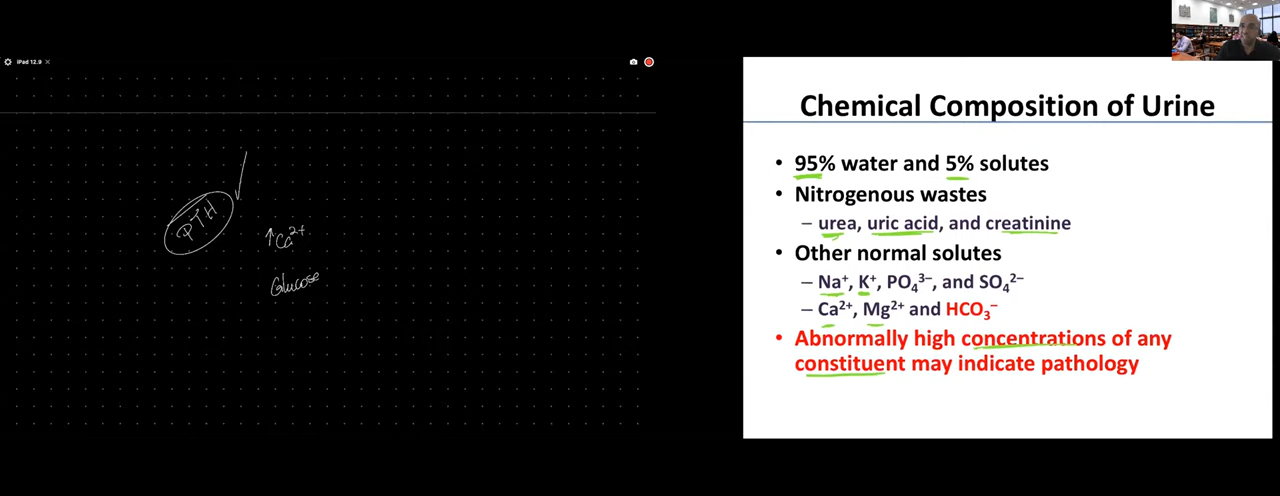 iPad 12.9 ×
PTH
↑Ca²⁺
Glucose
Chemical Composition of Urine
• 95% water and 5% solutes
• Nitrogenous wastes
– urea, uric acid, and creatinine
• Other normal solutes
– Na⁺, K⁺, PO₄³⁻, and SO₄²⁻
– Ca²⁺, Mg²⁺ and HCO₃⁻
• Abnormally high concentrations of any
constituent may indicate pathology